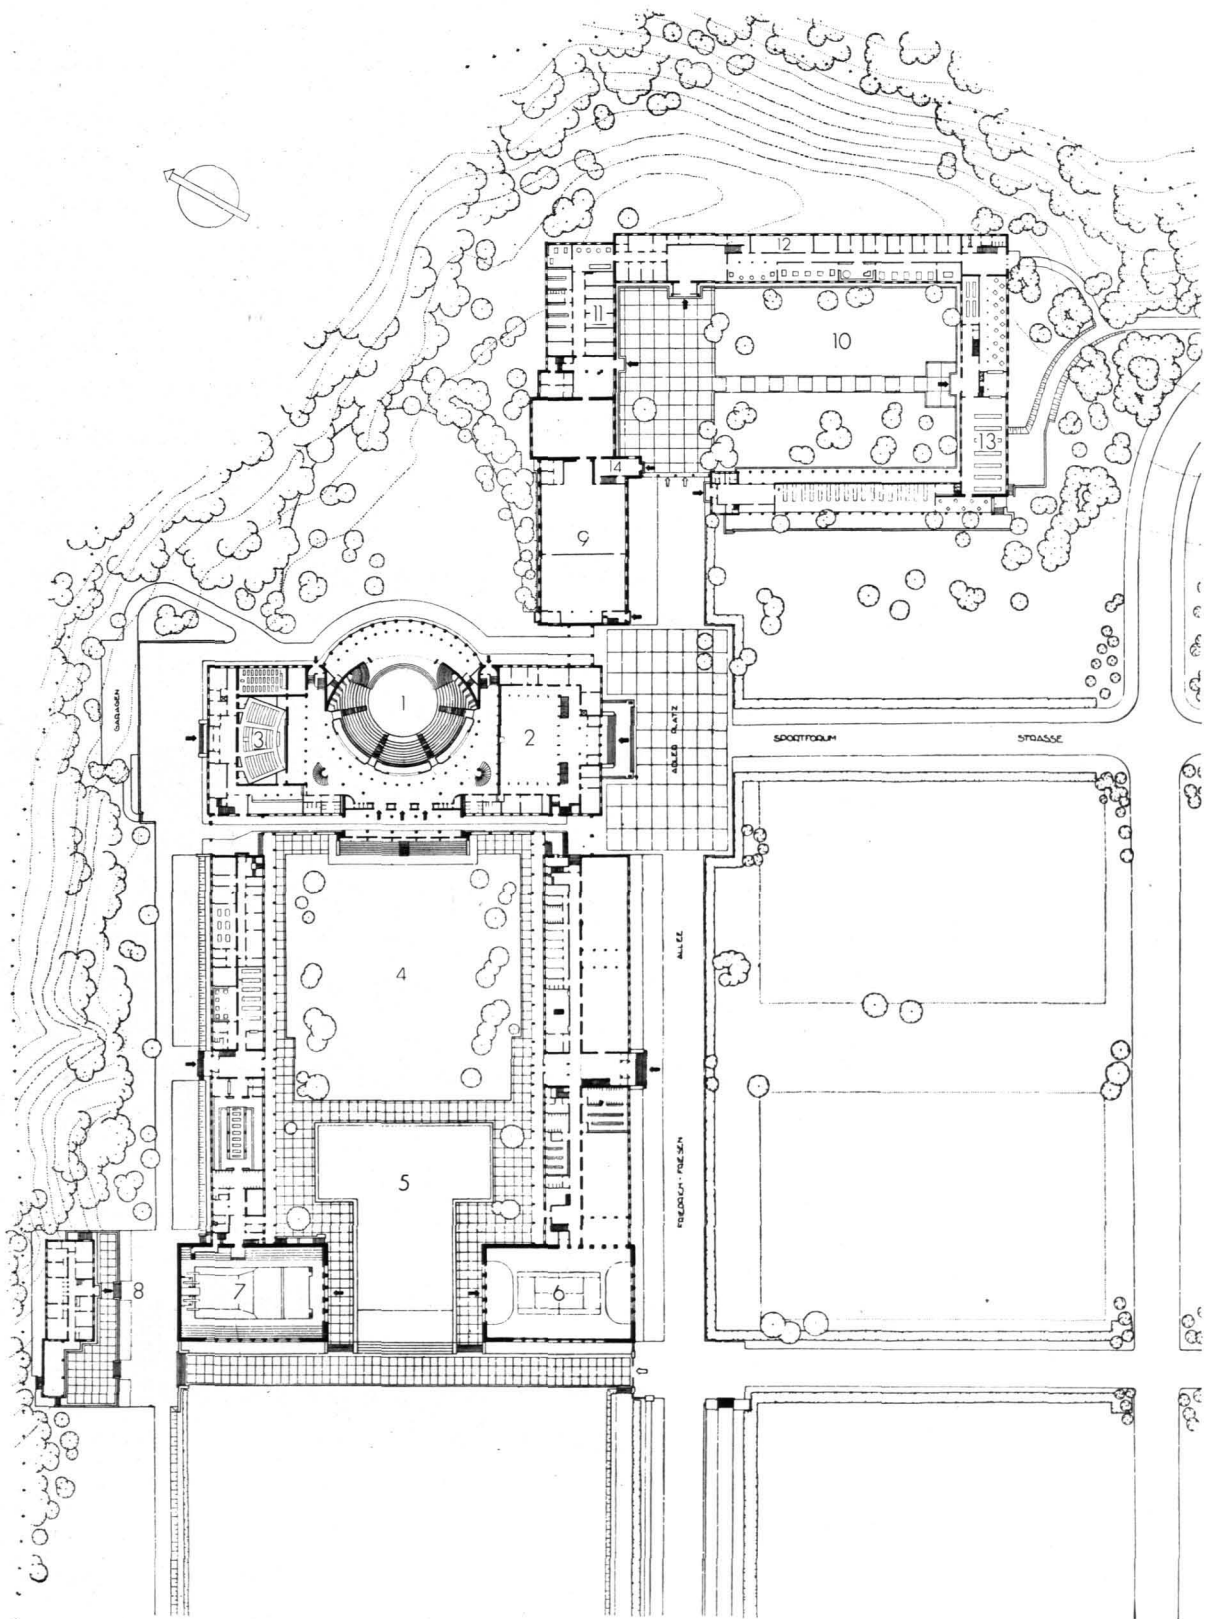 12
11
10
13
14
9
1
2
3
GARAGEN
ADLER PLATZ
SPORTFORUM STRASSE
4
ALLEE
5
FRIEDRICH-FRIESEN
8
7
6